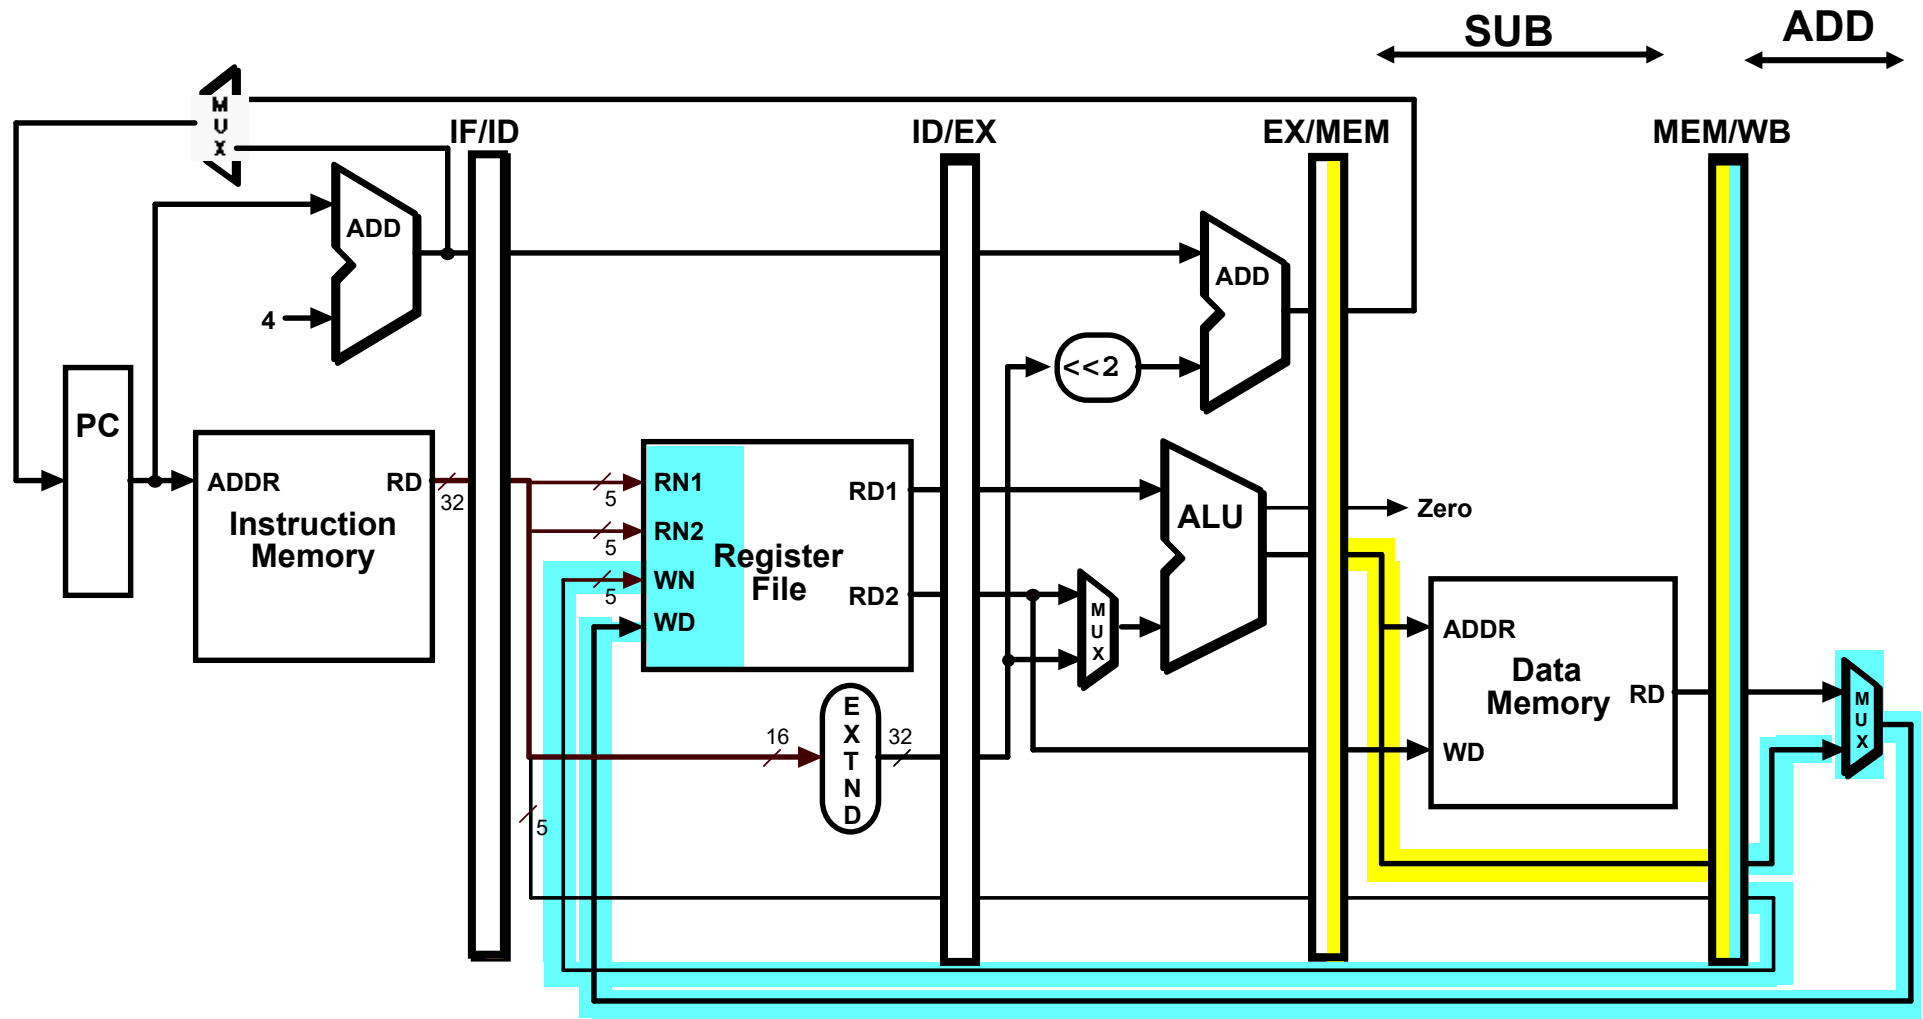 SUB
ADD
MUX
IF/ID
ID/EX
EX/MEM
MEM/WB
ADD
4
ADD
<<2
PC
ADDR
RD
Instruction
Memory
32
RN1
5
RN2
5
WN
5
WD
Register
File
RD1
RD2
ALU
Zero
MUX
ADDR
Data
Memory
RD
WD
MUX
EXTND
16
32
5